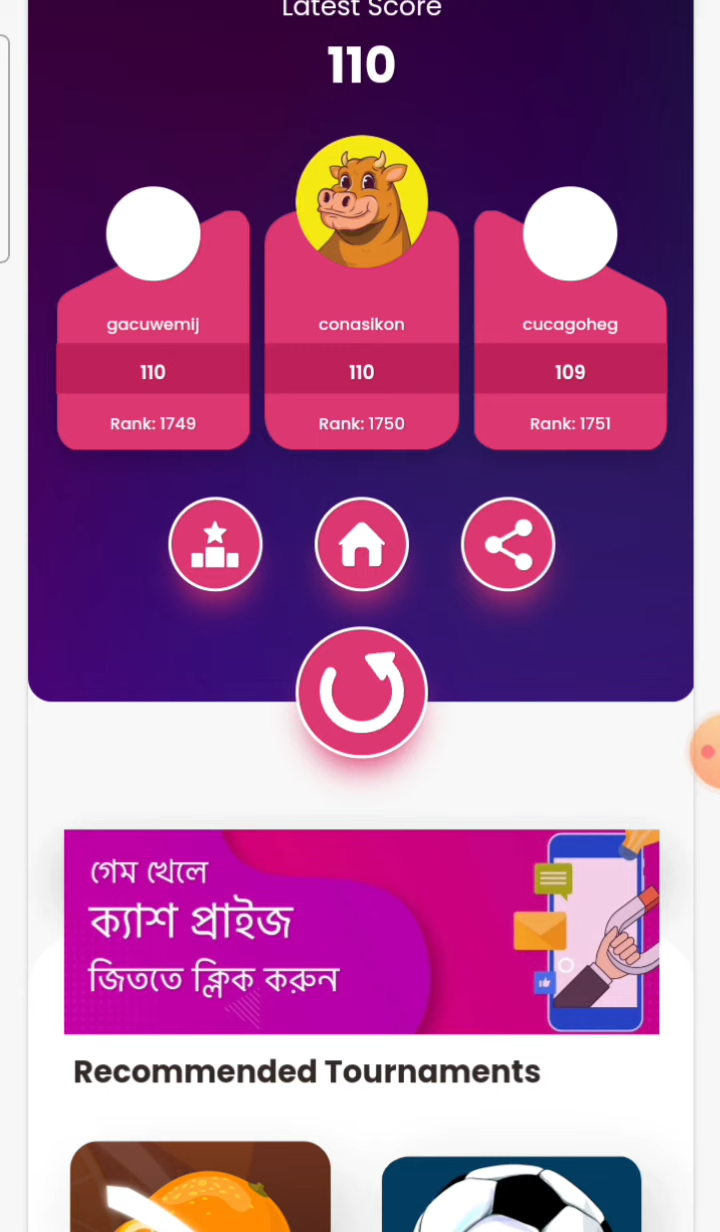 Latest Score
110
gacuwemij
conasikon
cucagoheg
110
110
109
Rank: 1749
Rank: 1750
Rank: 1751
গেম খেলে
ক্যাশ প্রাইজ
জিততে ক্লিক করুন
Recommended Tournaments